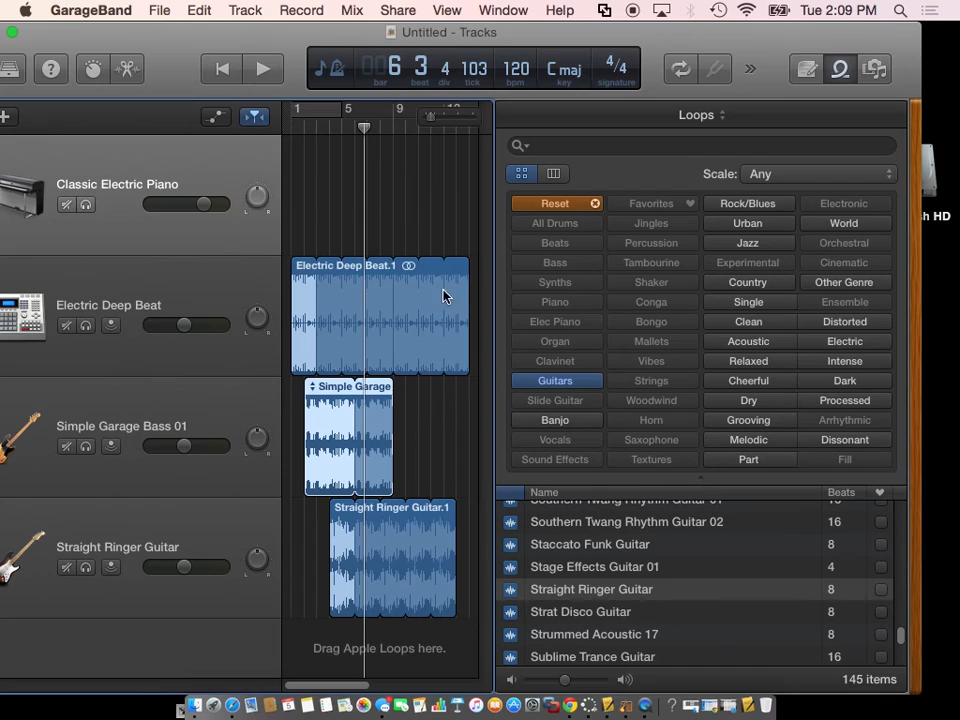 GarageBand File Edit Track Record Mix Share View Window Help Tue 2:09 PM
Untitled - Tracks
6 3 4 103 120 C maj 4/4
bar beat div tick bpm key signature
1 5 9
Loops
Scale: Any
Classic Electric Piano
L R
Reset Favorites Rock/Blues Electronic
All Drums Jingles Urban World
Beats Percussion Jazz Orchestral
Bass Tambourine Experimental Cinematic
Synths Shaker Country Other Genre
Piano Conga Single Ensemble
Elec Piano Bongo Clean Distorted
Organ Mallets Acoustic Electric
Clavinet Vibes Relaxed Intense
Guitars Strings Cheerful Dark
Slide Guitar Woodwind Dry Processed
Banjo Horn Grooving Arrhythmic
Vocals Saxophone Melodic Dissonant
Sound Effects Textures Part Fill
Electric Deep Beat.1
Electric Deep Beat
L R
Simple Garage
Simple Garage Bass 01
L R
Straight Ringer Guitar.1
Straight Ringer Guitar
L R
Drag Apple Loops here.
Name Beats
Southern Twang Rhythm Guitar 01 16
Southern Twang Rhythm Guitar 02 16
Staccato Funk Guitar 8
Stage Effects Guitar 01 4
Straight Ringer Guitar 8
Strat Disco Guitar 8
Strummed Acoustic 17 8
Sublime Trance Guitar 16
145 items
sh HD